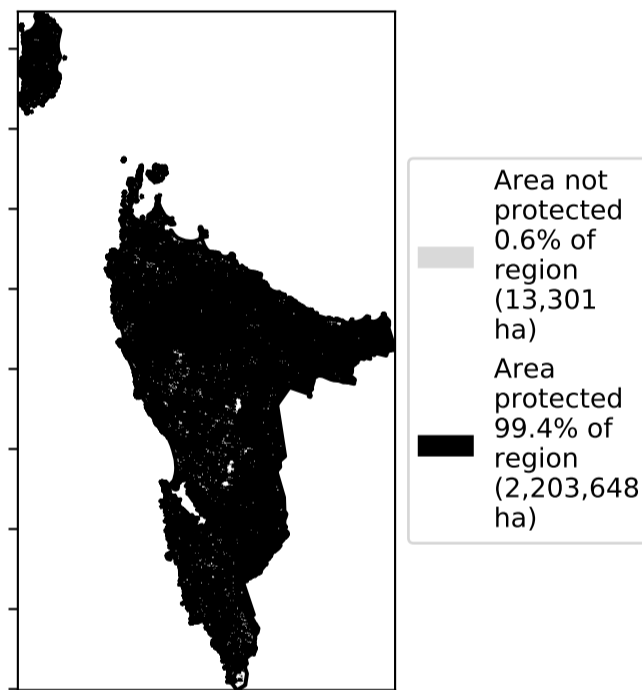 Area not
protected
0.6% of
region
(13,301
ha)
Area
protected
99.4% of
region
(2,203,648
ha)